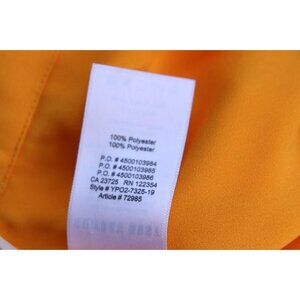 100% Polyester
100% Polyester
P.O. # 4500103984
P.O. # 4500103985
P.O. # 4500103986
CA 23725 RN 122354
Style # YPO2-7325-19
Article # 72985